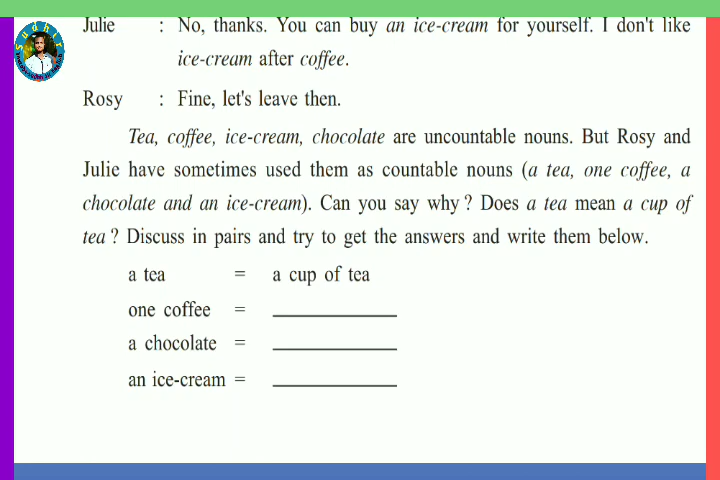 Julie : No, thanks. You can buy an ice-cream for yourself. I don't like
ice-cream after coffee.
Rosy : Fine, let's leave then.
Tea, coffee, ice-cream, chocolate are uncountable nouns. But Rosy and
Julie have sometimes used them as countable nouns (a tea, one coffee, a
chocolate and an ice-cream). Can you say why ? Does a tea mean a cup of
tea ? Discuss in pairs and try to get the answers and write them below.
a tea = a cup of tea
one coffee = 
a chocolate = 
an ice-cream = 
Sudhir